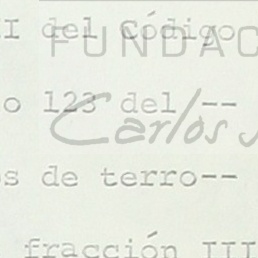 I del Código
FUNDAC
o 123 del --
Carlos
s de terro--
fracción III